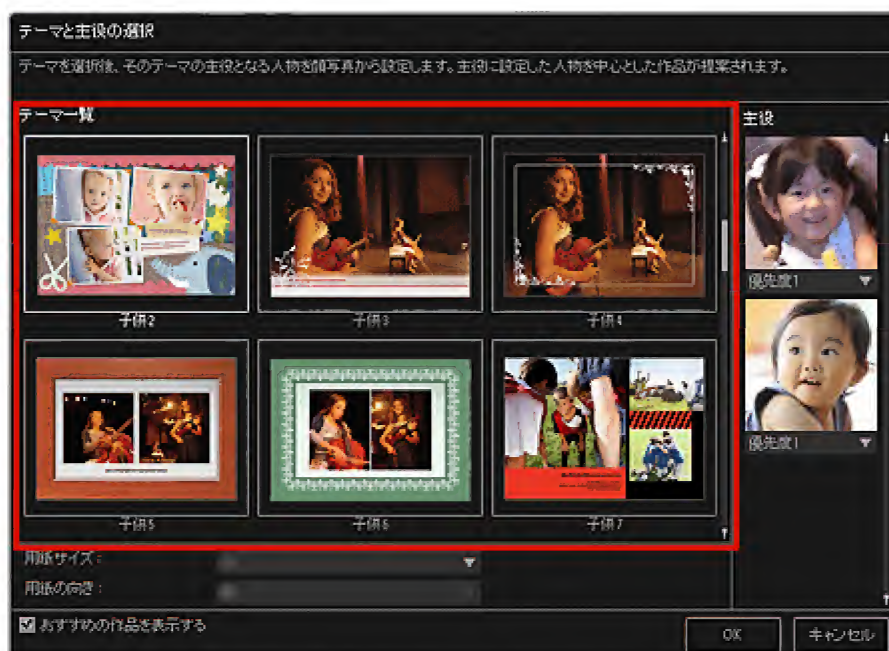 テーマと主役の選択
テーマを選択後、そのテーマの主役となる人物を顔写真から設定します。主役に設定した人物を中心とした作品が提案されます。
テーマ一覧
主役
子供2
子供3
子供4
優先度1
子供5
子供6
子供7
優先度1
用紙サイズ：
用紙の向き：
おすすめの作品を表示する
OK
キャンセル